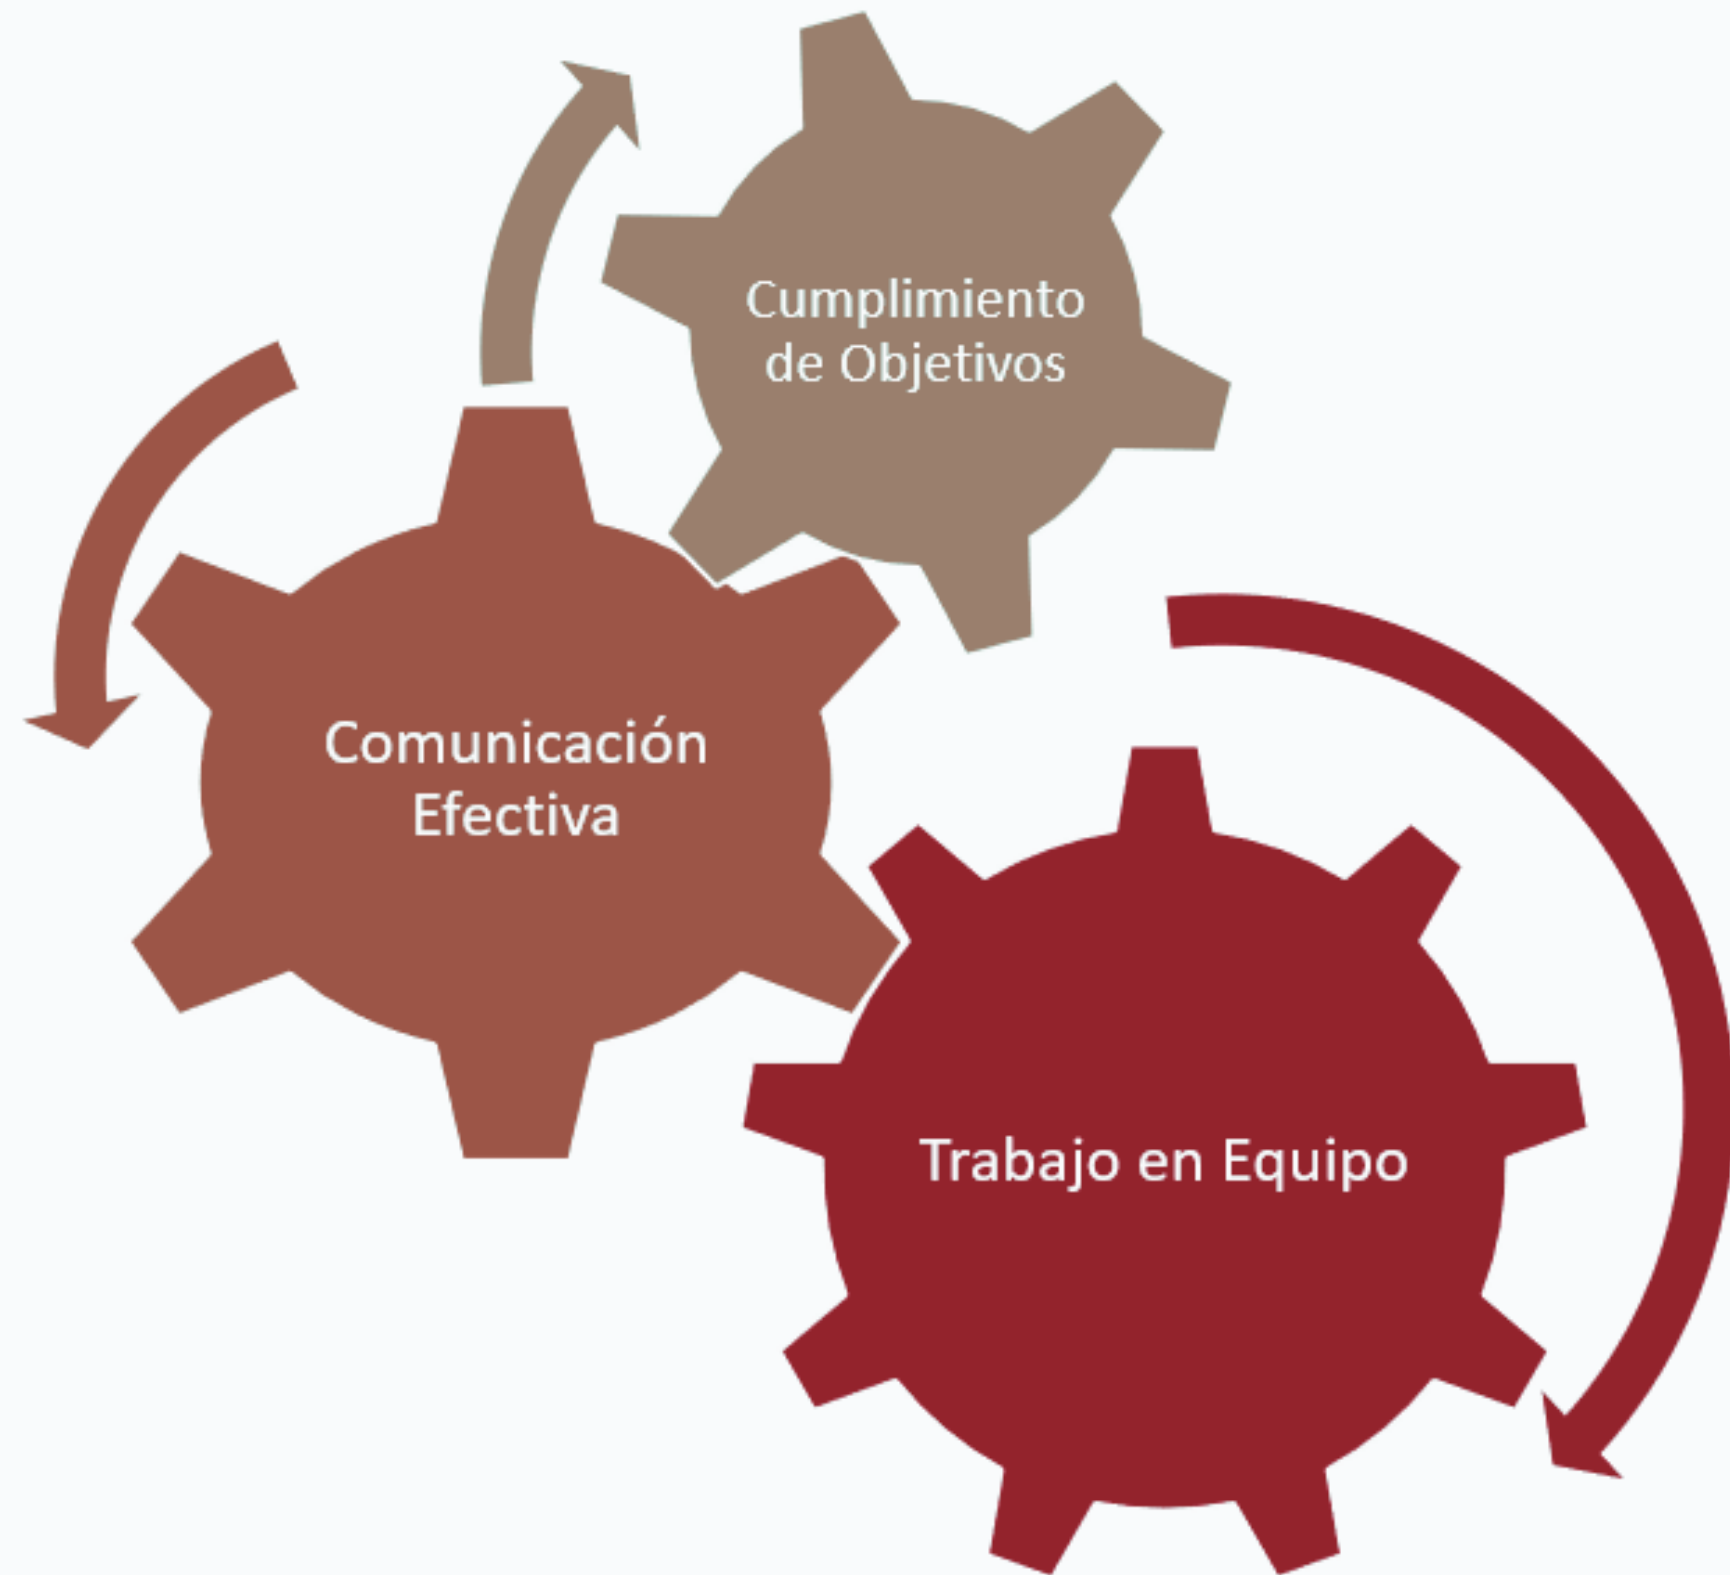 Cumplimiento
de Objetivos
Comunicación
Efectiva
Trabajo en Equipo